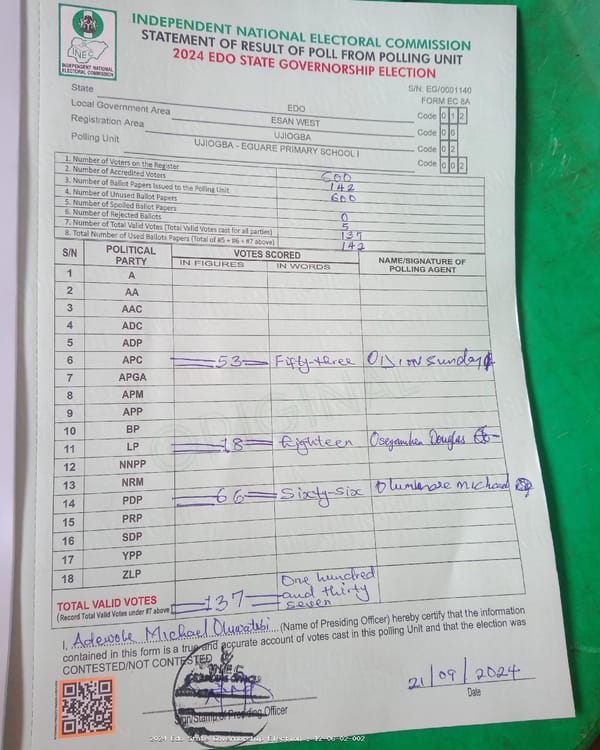 INDEPENDENT NATIONAL ELECTORAL COMMISSION
STATEMENT OF RESULT OF POLL FROM POLLING UNIT
2024 EDO STATE GOVERNORSHIP ELECTION
INEC
INDEPENDENT NATIONAL
ELECTORAL COMMISSION
S/N: EG/0001140
FORM EC 8A
State EDO Code 0 1 2
Local Government Area ESAN WEST Code 0 6
Registration Area UJIOGBA Code 0 2
Polling Unit UJIOGBA - EGUARE PRIMARY SCHOOL I Code 0 0 2
1. Number of Voters on the Register 600
2. Number of Accredited Voters 142
3. Number of Ballot Papers Issued to the Polling Unit 600
4. Number of Unused Ballot Papers
5. Number of Spoiled Ballot Papers 0
6. Number of Rejected Ballots 5
7. Number of Total Valid Votes (Total Valid Votes cast for all parties) 137
8. Total Number of Used Ballots Papers (Total of #5 + #6 + #7 above) 142
S/N POLITICAL PARTY VOTES SCORED NAME/SIGNATURE OF POLLING AGENT
IN FIGURES IN WORDS
1 A
2 AA
3 AAC
4 ADC
5 ADP
6 APC 53 Fifty-three Odion Sunday
7 APGA
8 APM
9 APP
10 BP
11 LP 18 Eighteen Douglas
12 NNPP
13 NRM
14 PDP 66 Sixty-six Michael
15 PRP
16 SDP
17 YPP
18 ZLP
TOTAL VALID VOTES 137 One hundred and thirty seven
(Record Total Valid Votes under #7 above)
ORIGINAL
I, Adewole Michael (Name of Presiding Officer) hereby certify that the information
contained in this form is a true and accurate account of votes cast in this polling Unit and that the election was
CONTESTED/NOT CONTESTED
INEC
Sign/Stamp of Presiding Officer
21/09/2024
Date
2024 Edo State Governorship Election : 12-06-02-002